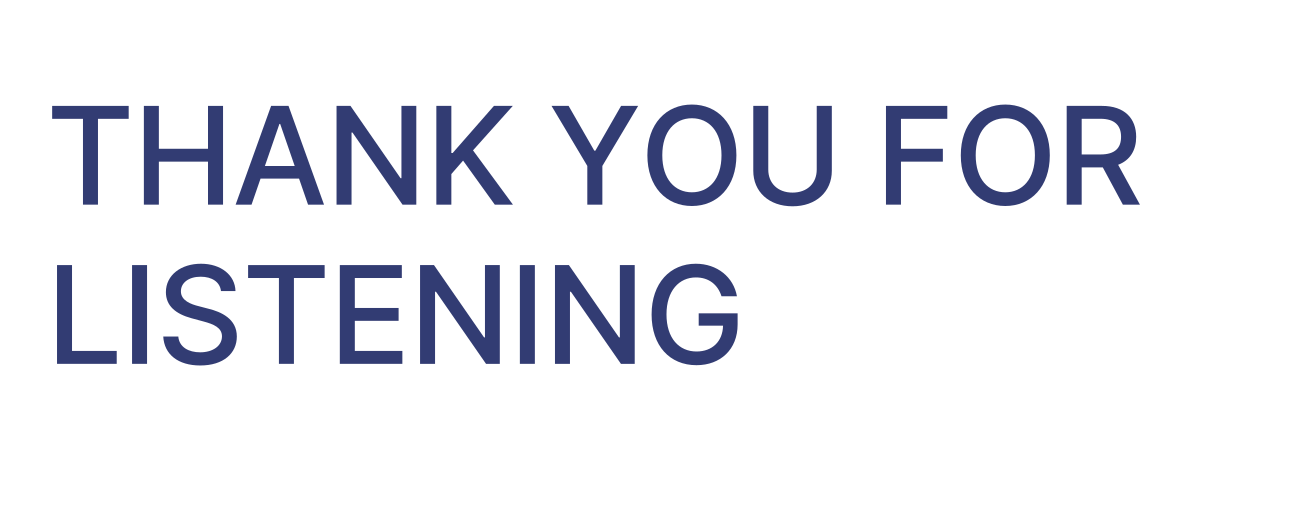 THANK YOU FOR
LISTENING